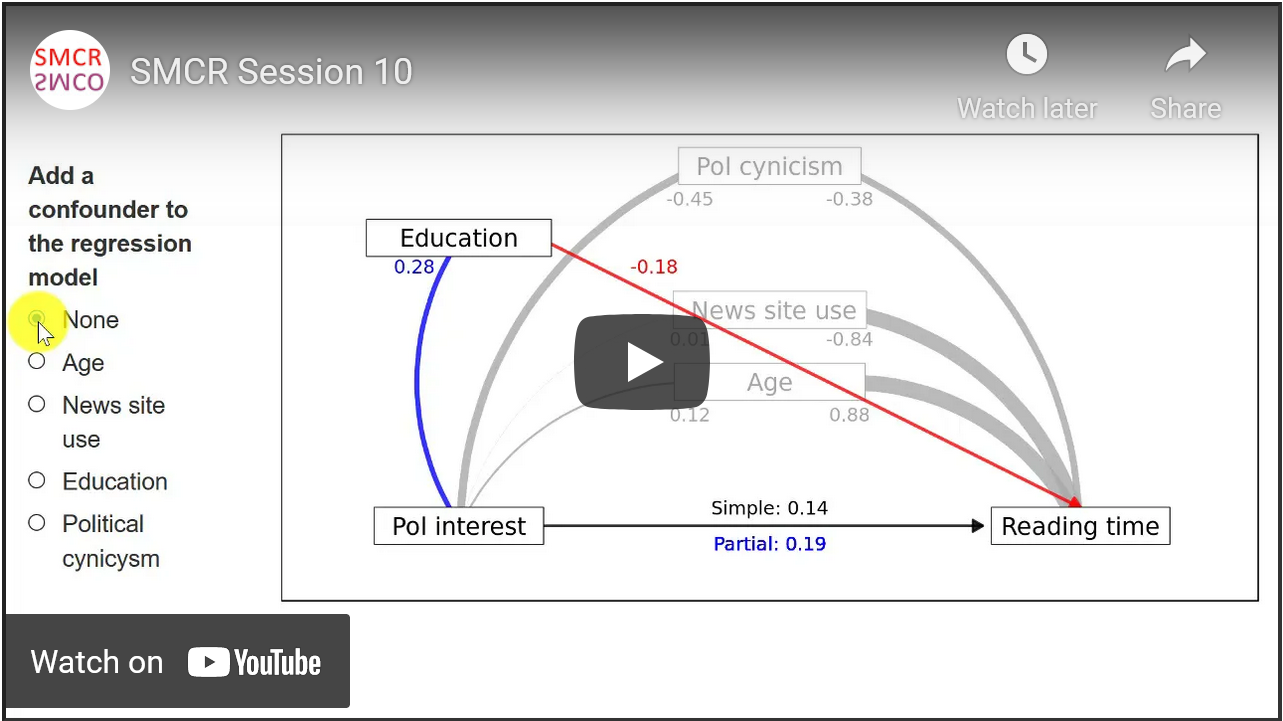 SMCR
SMCO
SMCR Session 10
Watch later
Share
Add a
confounder to
the regression
model
None
Age
News site
use
Education
Political
cynicysm
Pol cynicism
-0.45
-0.38
Education
0.28
-0.18
News site use
0.01
-0.84
Age
0.12
0.88
Pol interest
Simple: 0.14
Partial: 0.19
Reading time
Watch on YouTube